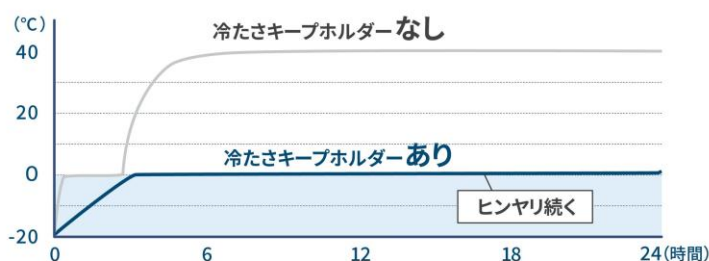 (℃)
冷たさキープホルダーなし
40
20
冷たさキープホルダーあり
0
ヒンヤリ続く
-20
0 6 12 18 24(時間)